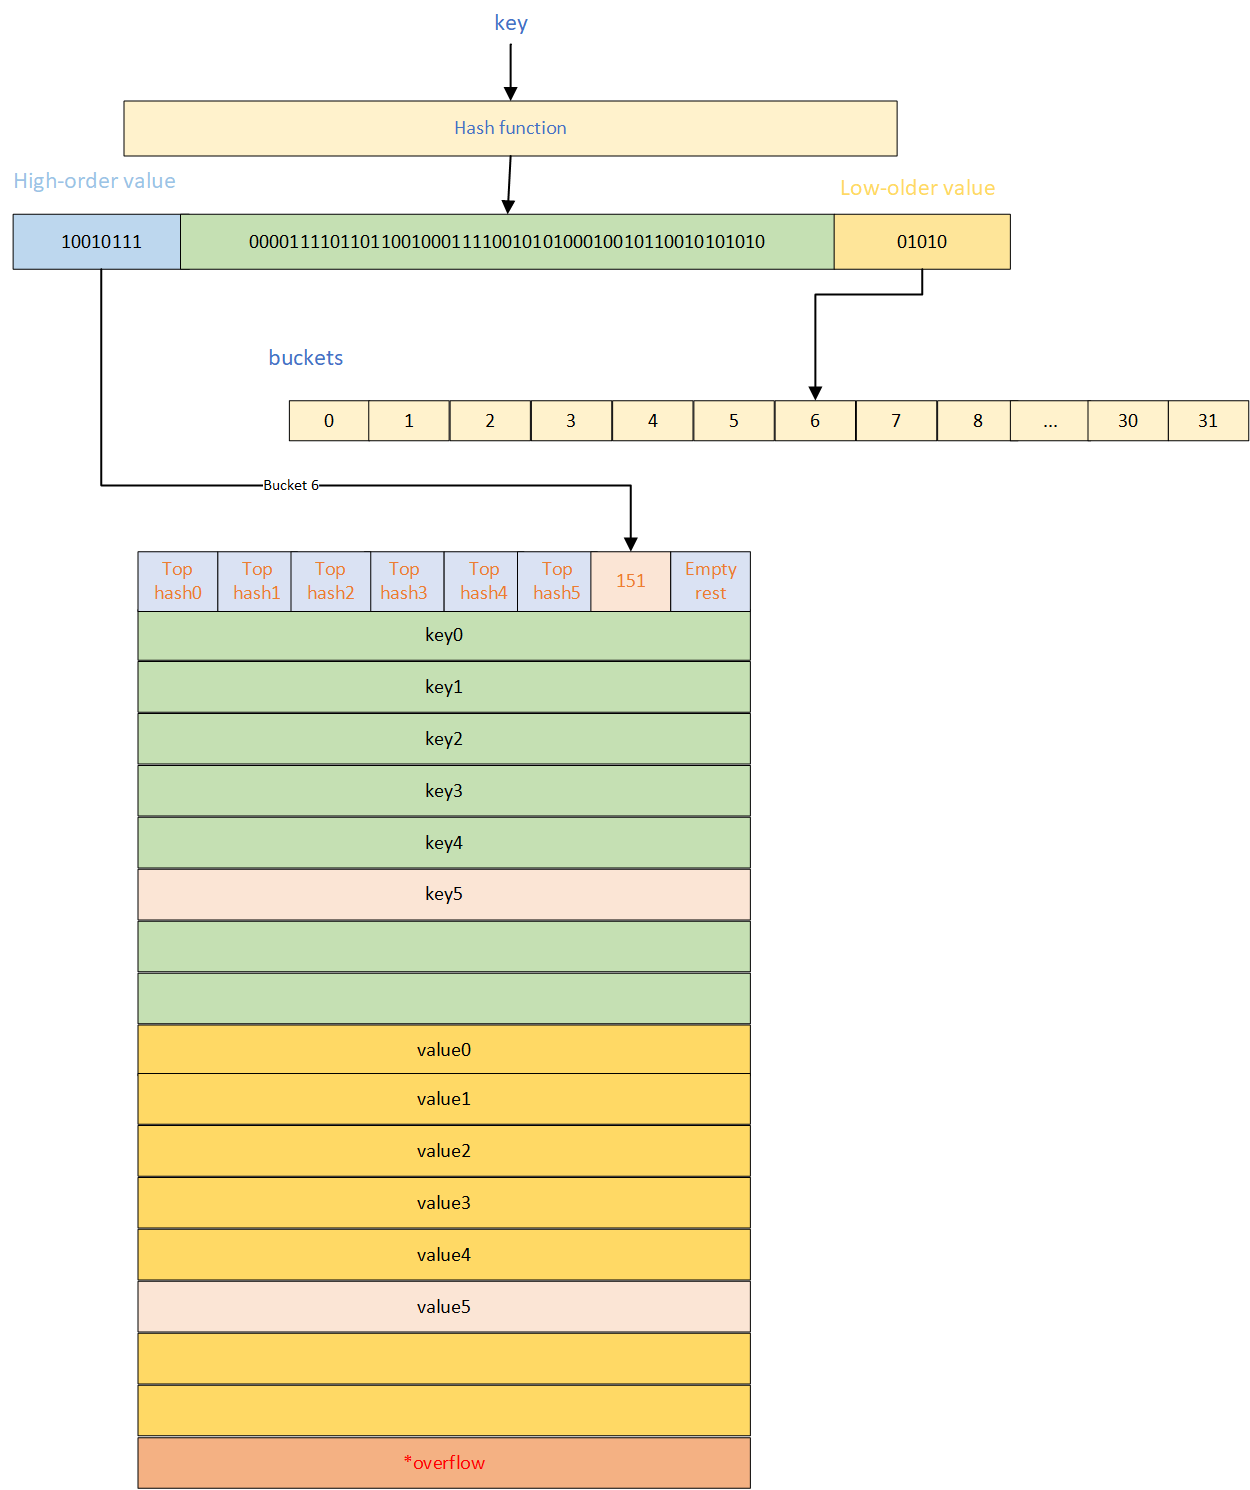 key
Hash function
High-order value
Low-older value
10010111
0000111101101100100011110010101000100101100101​01010
01010
buckets
0 1 2 3 4 5 6 7 8 ... 30 31
Bucket 6
Top Top Top Top Top Top 151 Empty
hash0 hash1 hash2 hash3 hash4 hash5 rest
key0
key1
key2
key3
key4
key5
value0
value1
value2
value3
value4
value5
*overflow